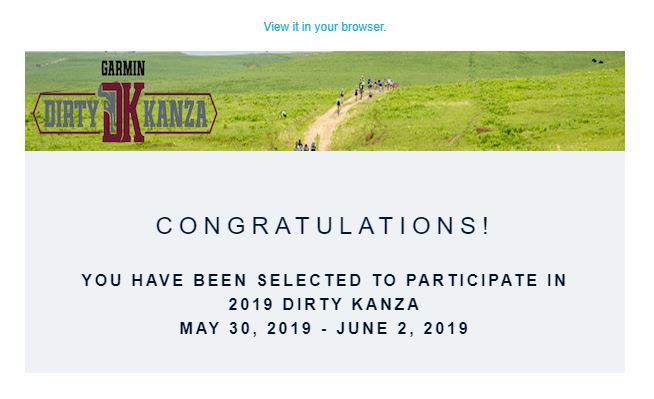 View it in your browser.
GARMIN
DIRTY DK KANZA
CONGRATULATIONS!
YOU HAVE BEEN SELECTED TO PARTICIPATE IN
2019 DIRTY KANZA
MAY 30, 2019 - JUNE 2, 2019